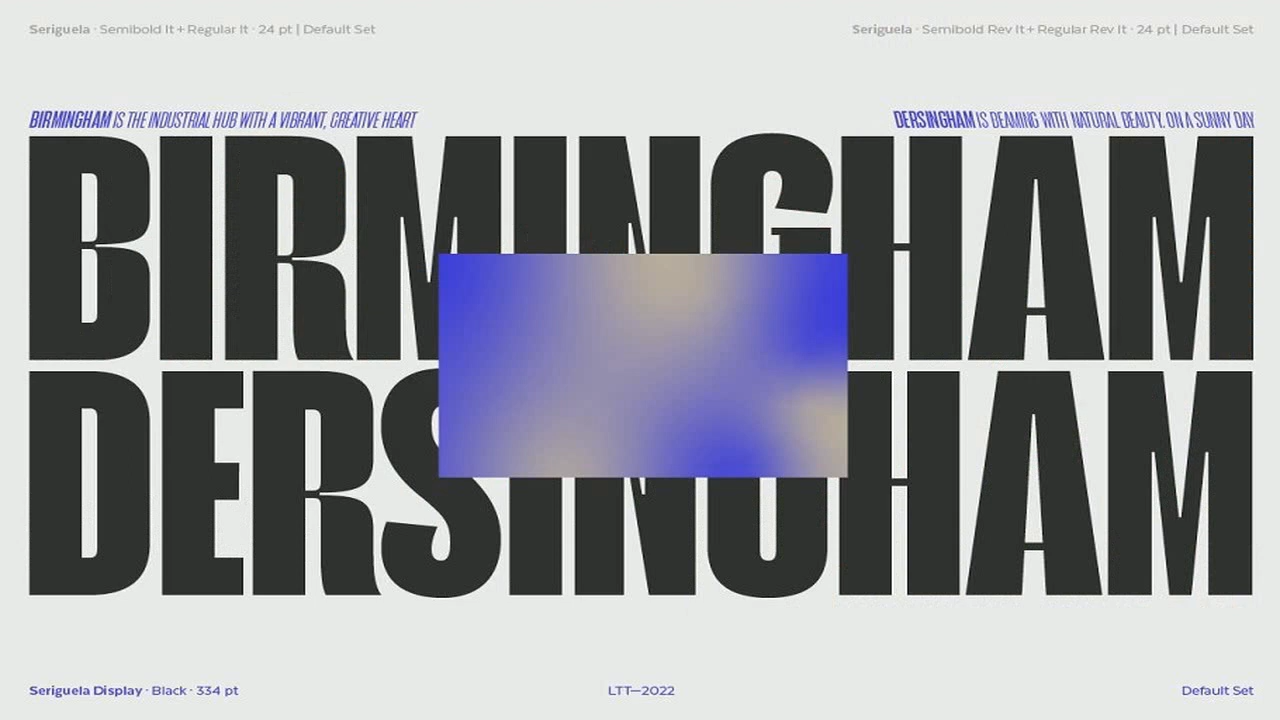 Seriguela · Semibold It + Regular It · 24 pt | Default Set
Seriguela · Semibold Rev It + Regular Rev It · 24 pt | Default Set
BIRMINGHAM IS THE INDUSTRIAL HUB WITH A VIBRANT, CREATIVE HEART
DERSINGHAM IS BEAMING WITH NATURAL BEAUTY. ON A SUNNY DAY
BIRMINGHAM
DERSINGHAM
Seriguela Display · Black · 334 pt
LTT—2022
Default Set